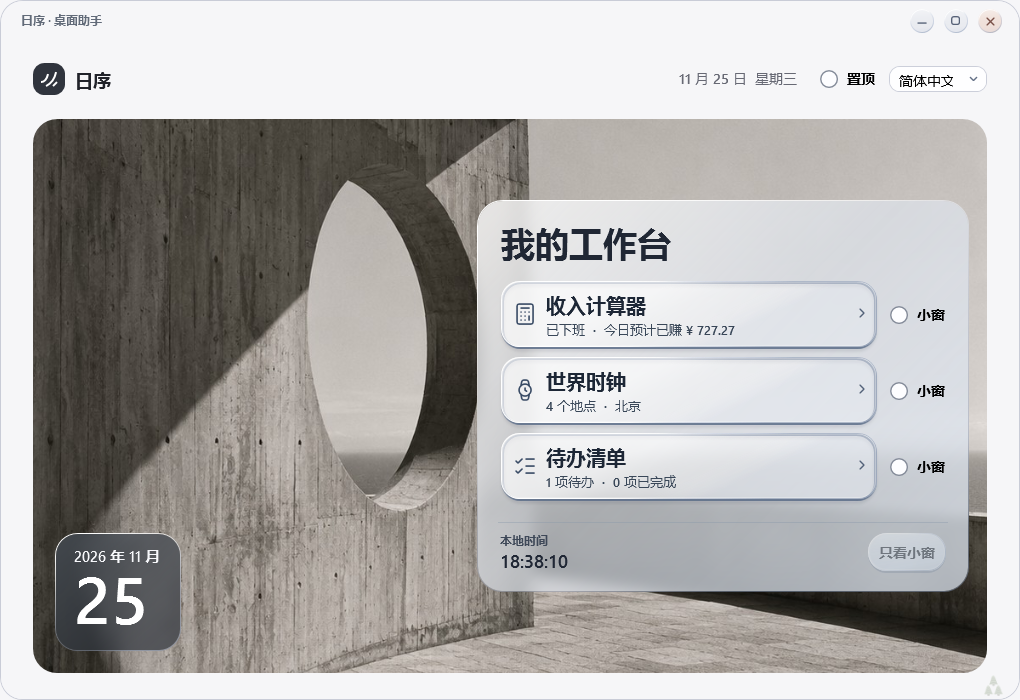 日序 · 桌面助手
日序
11 月 25 日 星期三
置顶
简体中文
我的工作台
收入计算器
已下班 · 今日预计已赚 ¥ 727.27
小窗
世界时钟
4 个地点 · 北京
小窗
待办清单
1 项待办 · 0 项已完成
小窗
本地时间
18:38:10
只看小窗
2026 年 11 月
25